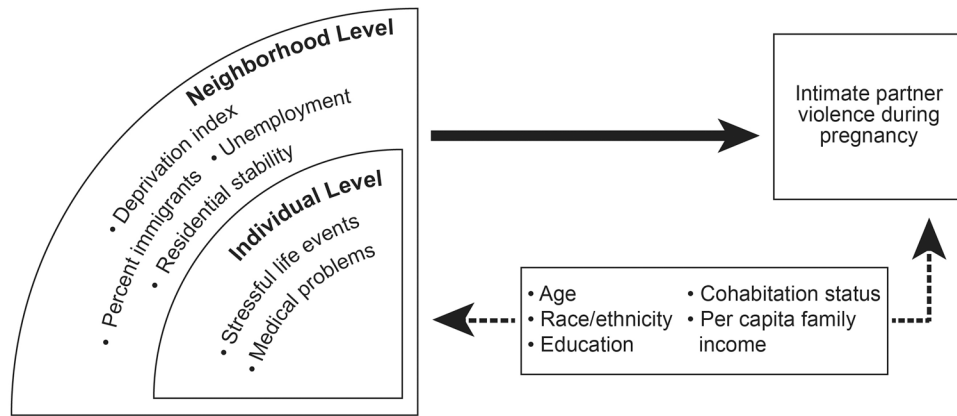 Neighborhood Level
• Deprivation index
• Unemployment
• Percent immigrants
• Residential stability
Individual Level
• Stressful life events
• Medical problems
Intimate partner
violence during
pregnancy
• Age
• Race/ethnicity
• Education
• Cohabitation status
• Per capita family
income